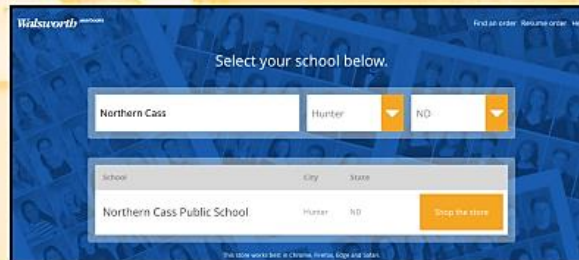 Walsworth yearbooks
Find an order Resume order
Select your school below.
Northern Cass Hunter ND
School City State
Northern Cass Public School Hunter ND Shop the store
This store works best in Chrome, Firefox, Edge and Safari.